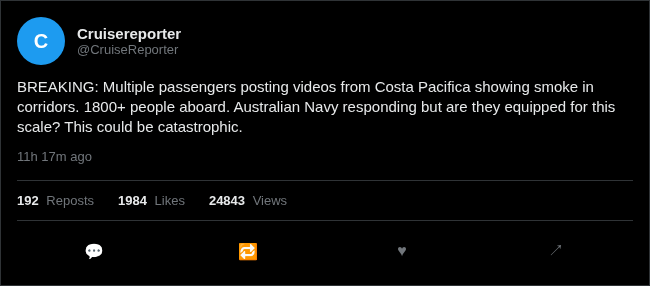 C
Cruisereporter
@CruiseReporter
BREAKING: Multiple passengers posting videos from Costa Pacifica showing smoke in
corridors. 1800+ people aboard. Australian Navy responding but are they equipped for this
scale? This could be catastrophic.
11h 17m ago
192 Reposts 1984 Likes 24843 Views